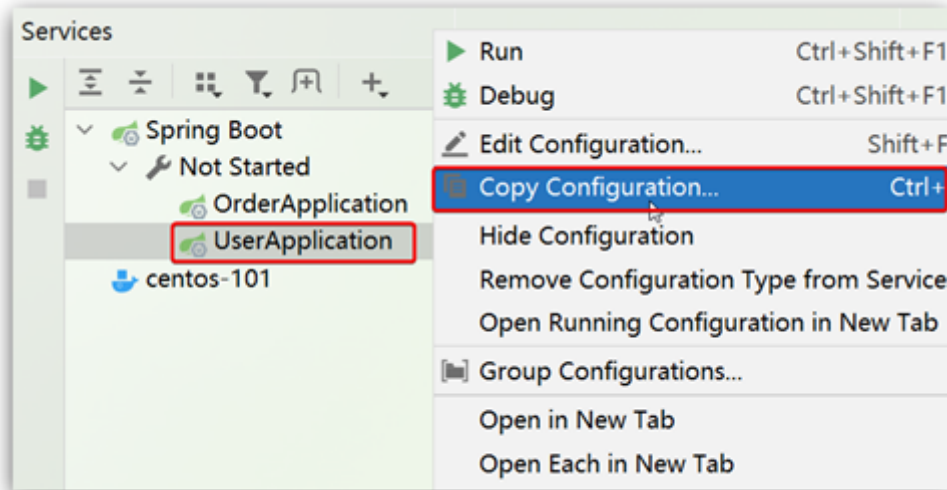 Services
Spring Boot
Not Started
OrderApplication
UserApplication
centos-101
Run Ctrl+Shift+F1
Debug Ctrl+Shift+F1
Edit Configuration... Shift+F
Copy Configuration... Ctrl+
Hide Configuration
Remove Configuration Type from Service
Open Running Configuration in New Tab
Group Configurations...
Open in New Tab
Open Each in New Tab